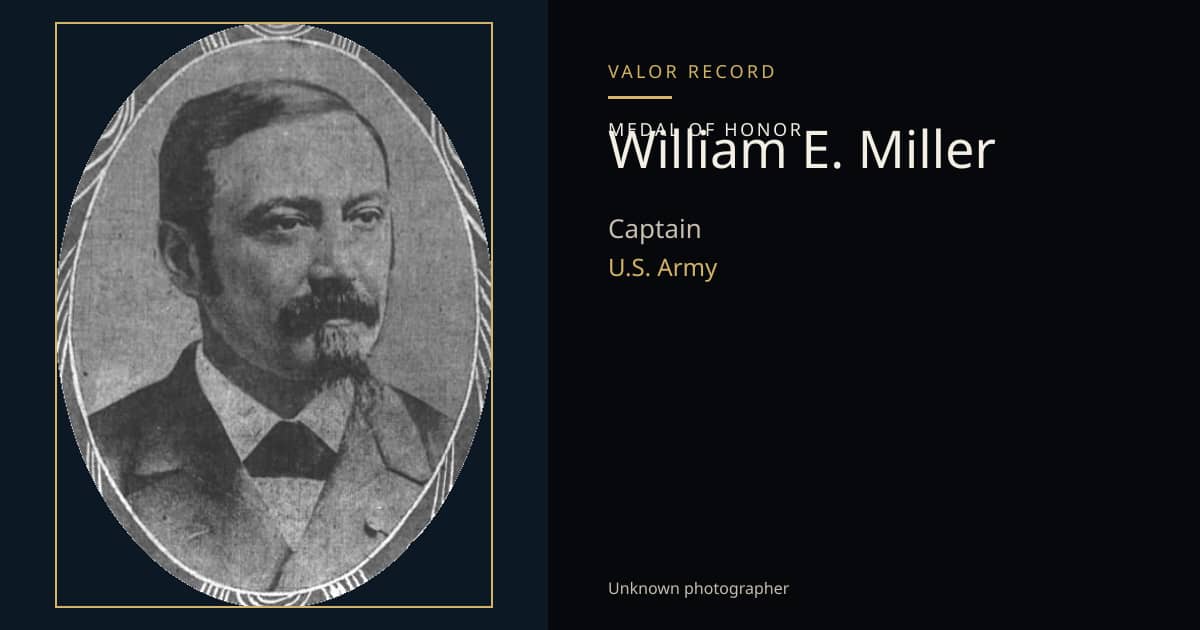 VALOR RECORD
MEDAL OF HONOR
William E. Miller
Captain
U.S. Army
Unknown photographer